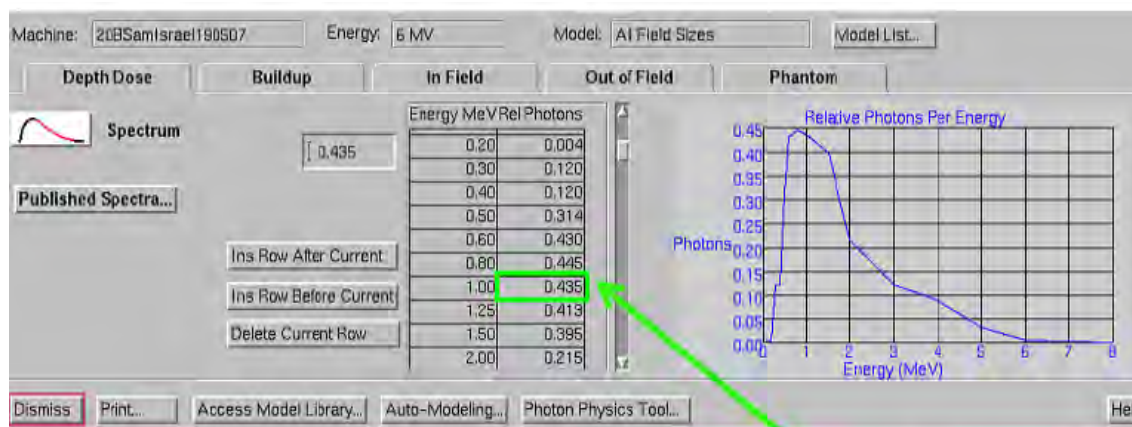 Machine: 20BSamIsrael190507 Energy: 6 MV Model: Al Field Sizes Model List...
Depth Dose Buildup In Field Out of Field Phantom
Spectrum
0.435
Published Spectra...
Ins Row After Current
Ins Row Before Current
Delete Current Row
Energy MeV Rel Photons
0.20 0.004
0.30 0.120
0.40 0.120
0.50 0.314
0.60 0.430
0.80 0.445
1.00 0.435
1.25 0.413
1.50 0.395
2.00 0.215
Relative Photons Per Energy
0.45
0.40
0.35
0.30
0.25
Photons
0.20
0.15
0.10
0.05
0.00
0 1 2 3 4 5 6 7 8
Energy (MeV)
Dismiss Print... Access Model Library... Auto-Modeling... Photon Physics Tool... He